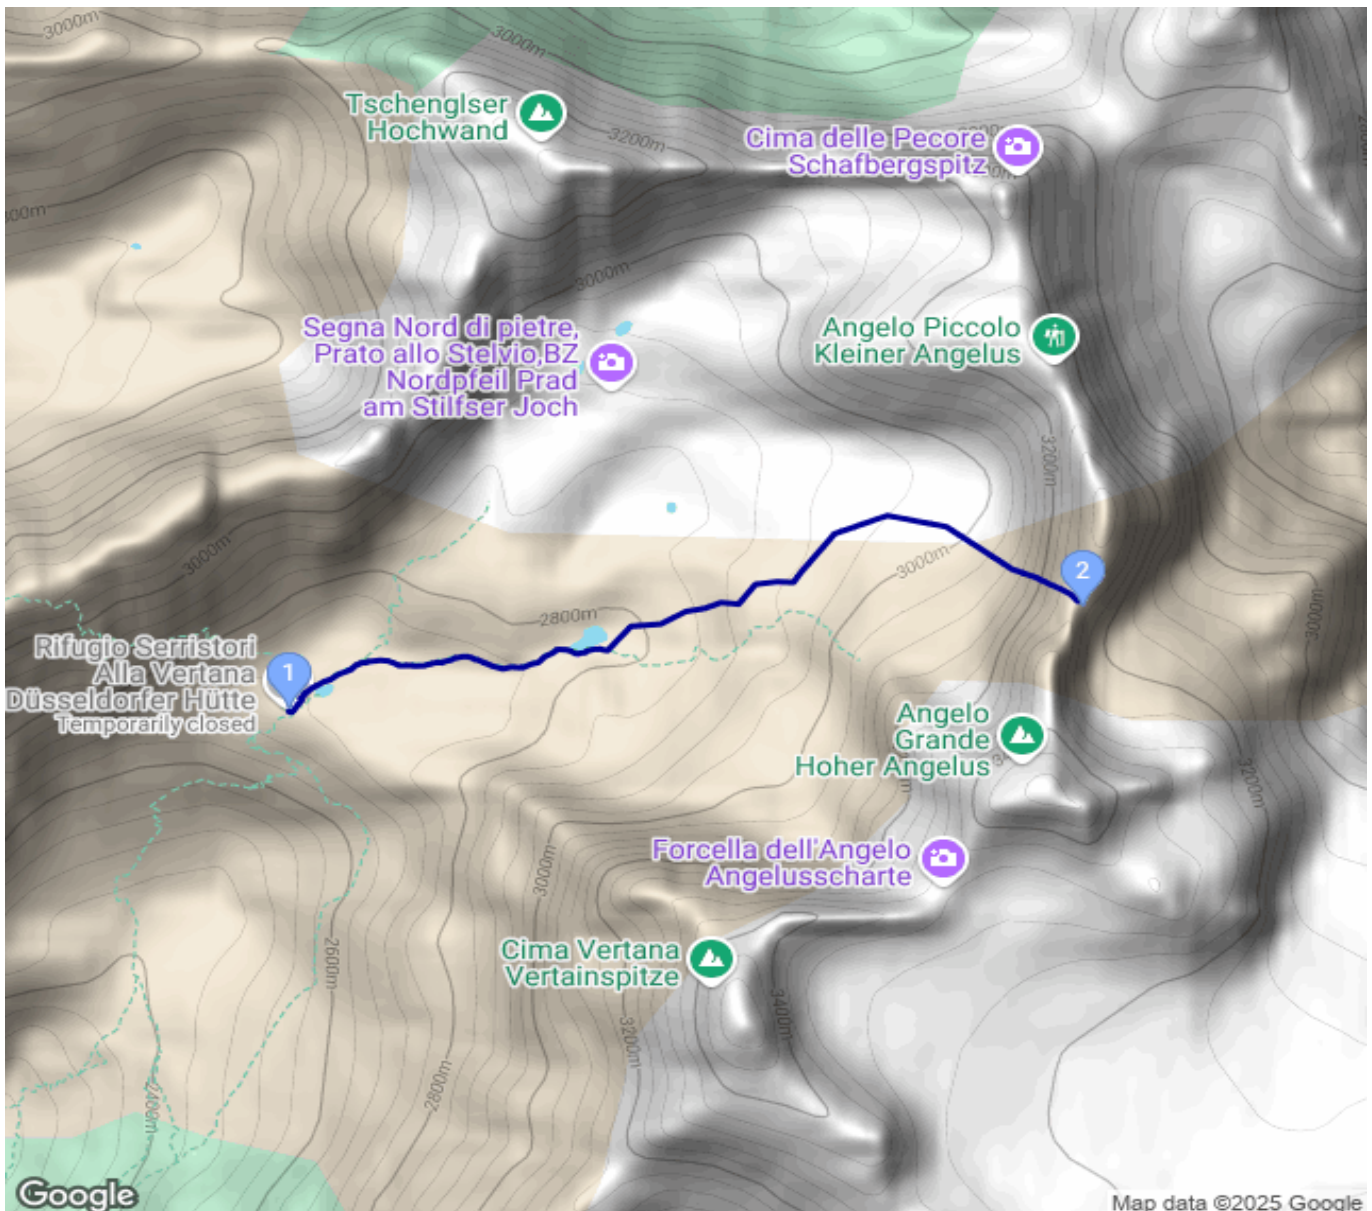 3000m
3000m
Tschenglser
Hochwand
3200m
Cima delle Pecore
Schafbergspitz
3000m
Segna Nord di pietre,
Prato allo Stelvio,BZ
Nordpfeil Prad
am Stilfser Joch
Angelo Piccolo
Kleiner Angelus
3200m
3000m
3000m
2
2800m
3000m
Rifugio Serristori
Alla Vertana
Düsseldorfer Hütte
Temporarily closed
1
Angelo
Grande
Hoher Angelus
3200m
Forcella dell'Angelo
Angelusscharte
3000m
Cima Vertana
Vertainspitze
2600m
3400m
3200m
2800m
2400m
Google
Map data ©2025 Google